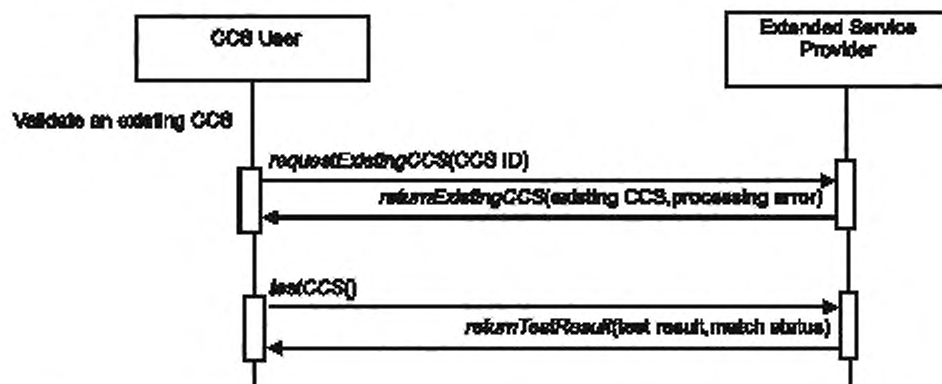 CCS User
Extended Service
Provider
Validate an existing CCS
requestExistingCCS(CCS ID)
returnExistingCCS(existing CCS,processing error)
testCCS()
returnTestResult(test result,match status)